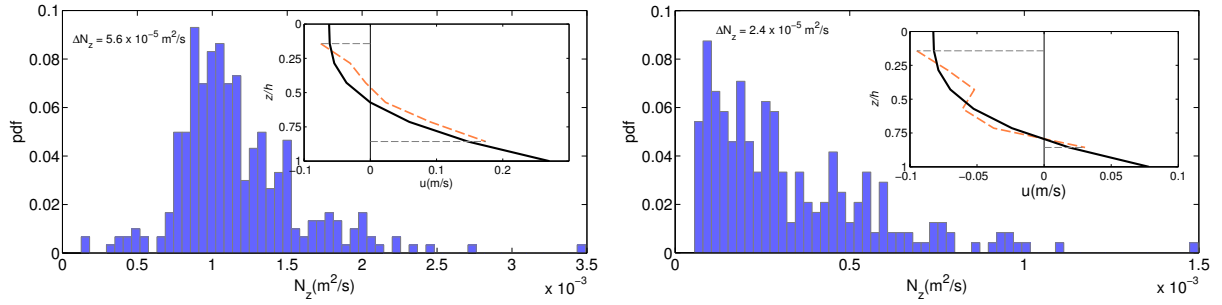 0.1
0.08
0.06
0.04
0.02
0
pdf
ΔN_z = 5.6 x 10^-5 m^2/s
0
0.25
0.5
0.75
1
z/h
-0.1 0 0.1 0.2
u(m/s)
0 0.5 1 1.5 2 2.5 3 3.5
N_z(m^2/s)
x 10^-3
0.1
0.08
0.06
0.04
0.02
0
pdf
ΔN_z = 2.4 x 10^-5 m^2/s
0
0.25
0.5
0.75
1
z/h
-0.1 -0.05 0 0.05 0.1
u(m/s)
0 0.5 1 1.5
N_z(m^2/s)
x 10^-3